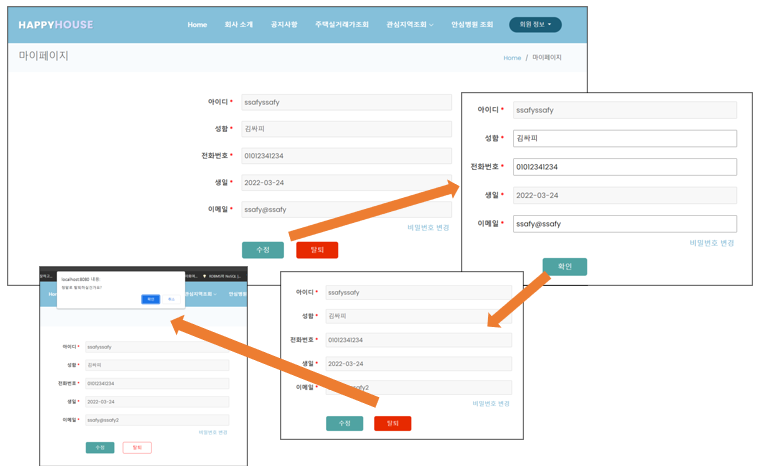 HAPPYHOUSE Home 회사 소개 공지사항 주택실거래가조회 관심지역조회 안심병원 조회 회원 정보
마이페이지
Home / 마이페이지
아이디 * ssafyssafy
성함 * 김싸피
전화번호 * 01012341234
생일 * 2022-03-24
이메일 * ssafy@ssafy
비밀번호 변경
수정 탈퇴
아이디 * ssafyssafy
성함 * 김싸피
전화번호 * 01012341234
생일 * 2022-03-24
이메일 * ssafy@ssafy
비밀번호 변경
확인
아이디 * ssafyssafy
성함 * 김싸피
전화번호 * 01012341234
생일 * 2022-03-24
이메일 * ssafy2
비밀번호 변경
수정 탈퇴
localhost:8080 내용:
정말로 탈퇴하실건가요?
확인 취소
관심지역조회 안심병원
아이디 * ssafyssafy
성함 * 김싸피
전화번호 * 01012341234
생일 * 2022-03-24
이메일 * ssafy@ssafy2
비밀번호 변경
수정 탈퇴